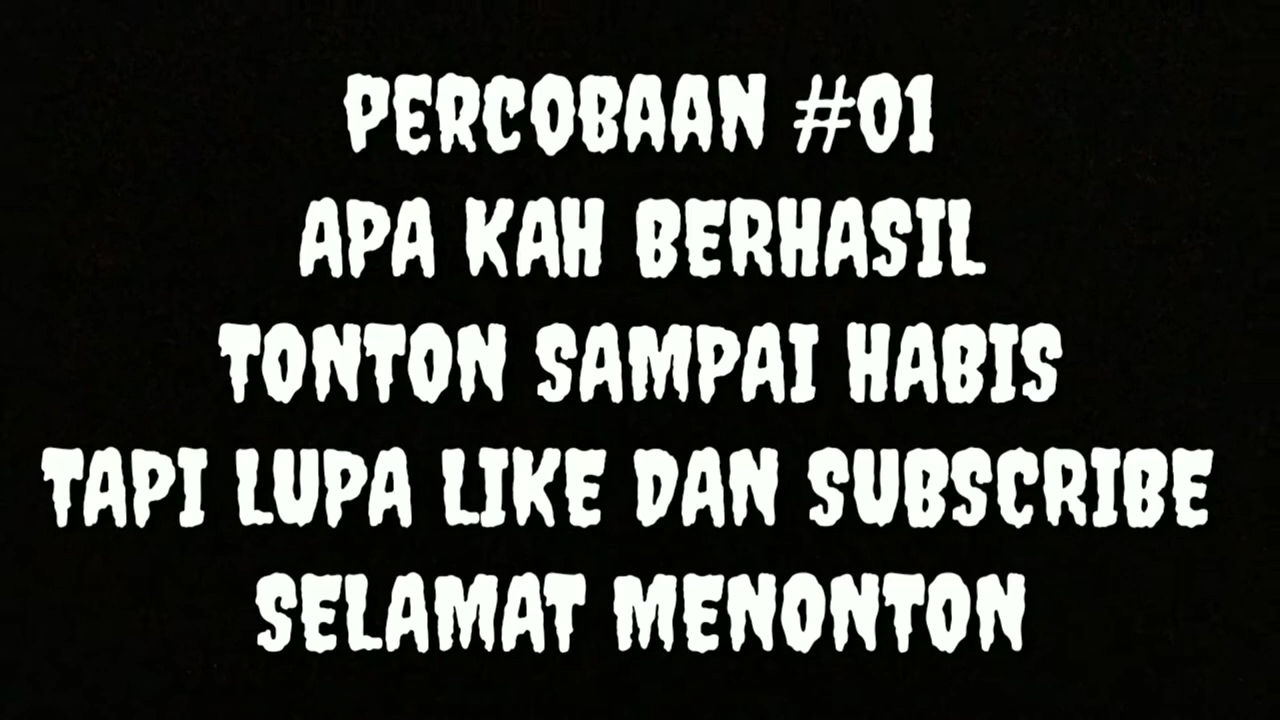 PERCOBAAN #01
APA KAH BERHASIL
TONTON SAMPAI HABIS
TAPI LUPA LIKE DAN SUBSCRIBE
SELAMAT MENONTON